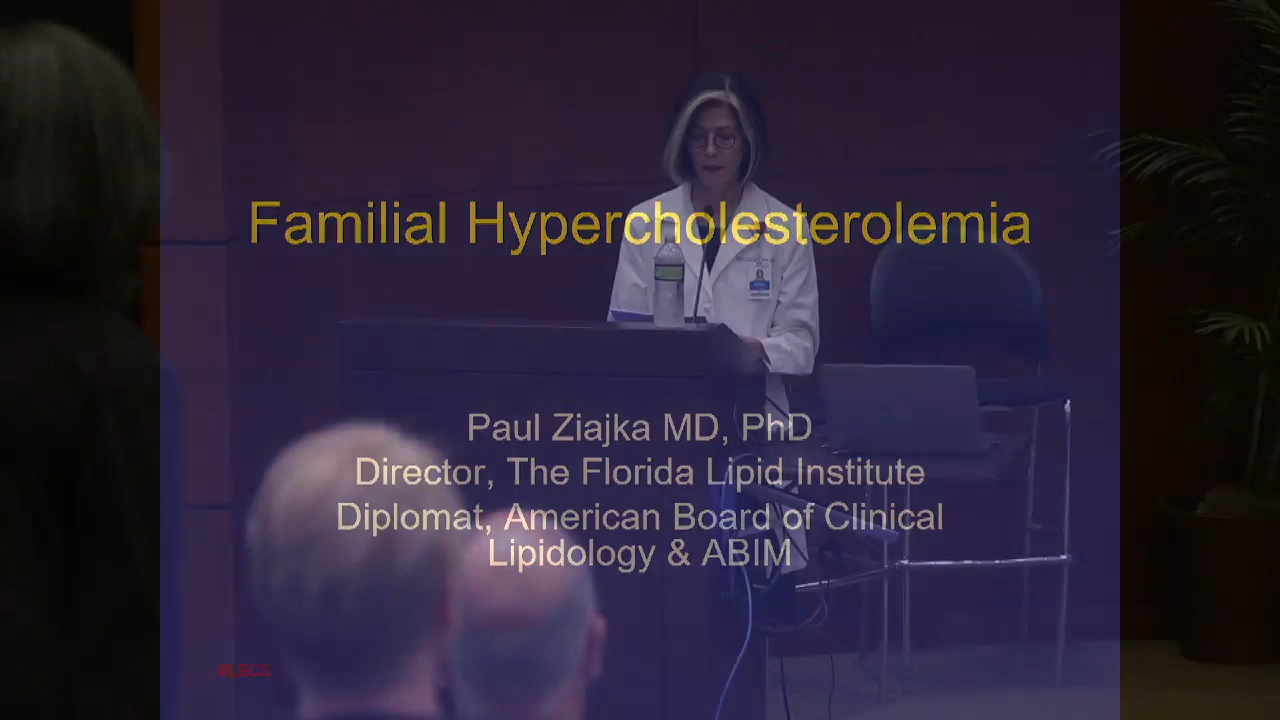 Familial Hypercholesterolemia
Paul Ziajka MD, PhD
Director, The Florida Lipid Institute
Diplomat, American Board of Clinical
Lipidology & ABIM